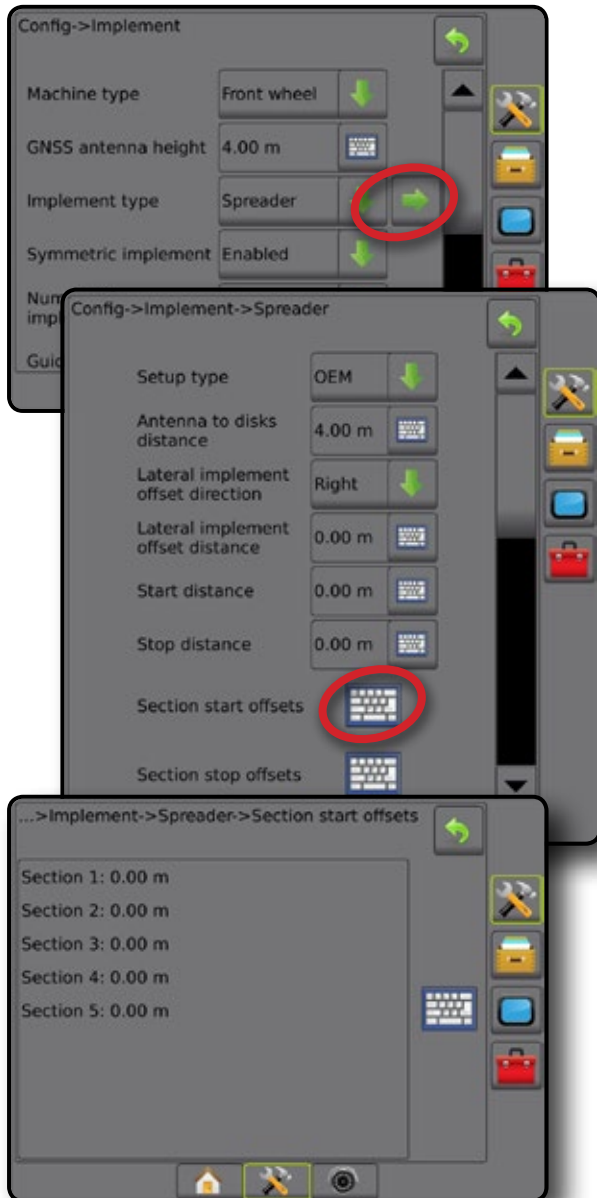 Config->Implement
Machine type Front wheel
GNSS antenna height 4.00 m
Implement type Spreader
Symmetric implement Enabled
Num
impl
Guid
Config->Implement->Spreader
Setup type OEM
Antenna to disks
distance 4.00 m
Lateral implement
offset direction Right
Lateral implement
offset distance 0.00 m
Start distance 0.00 m
Stop distance 0.00 m
Section start offsets
Section stop offsets
...>Implement->Spreader->Section start offsets
Section 1: 0.00 m
Section 2: 0.00 m
Section 3: 0.00 m
Section 4: 0.00 m
Section 5: 0.00 m